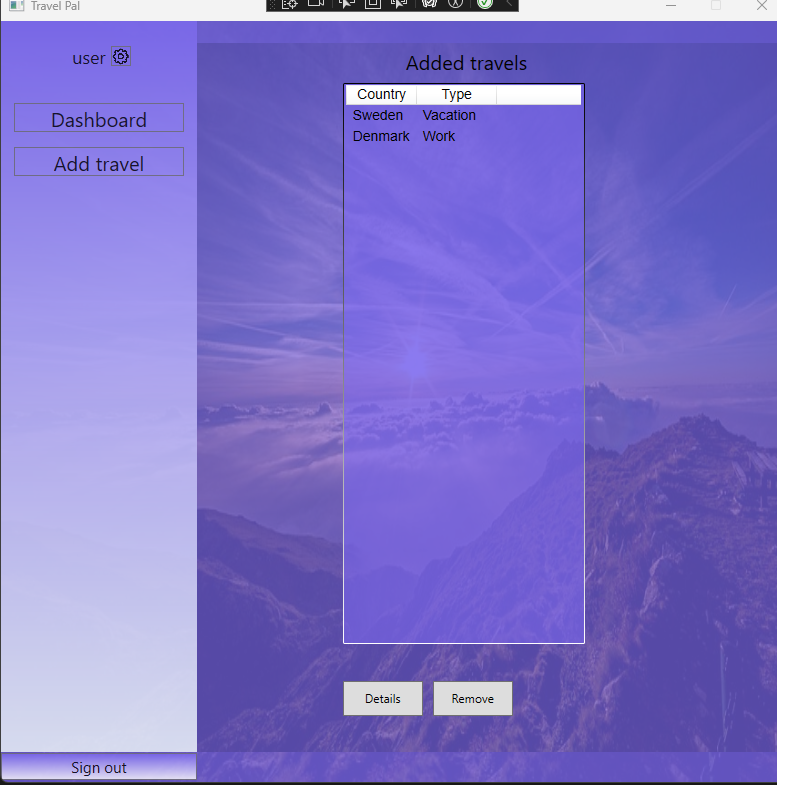 Travel Pal
user
Dashboard
Add travel
Added travels
Country Type
Sweden Vacation
Denmark Work
Details Remove
Sign out